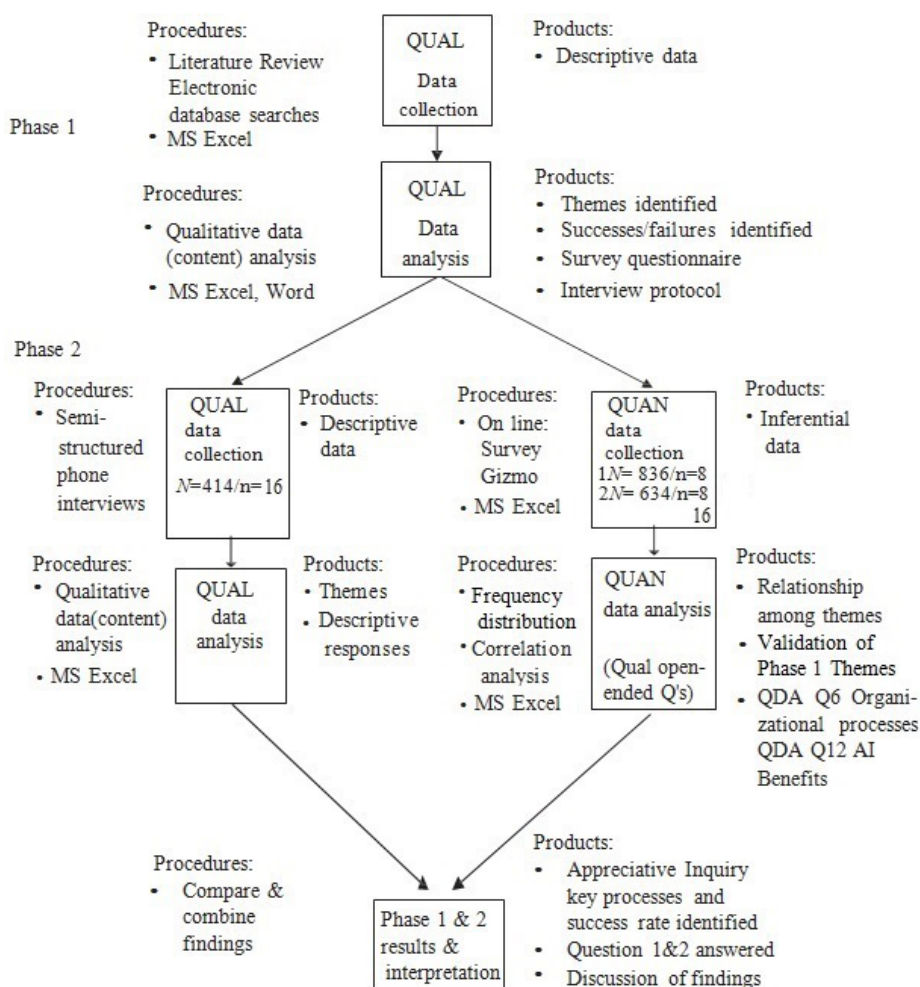 Procedures:
• Literature Review
Electronic
database searches
• MS Excel
QUAL
Data
collection
Products:
• Descriptive data
Phase 1
Procedures:
• Qualitative data
(content) analysis
• MS Excel, Word
QUAL
Data
analysis
Products:
• Themes identified
• Successes/failures identified
• Survey questionnaire
• Interview protocol
Phase 2
Procedures:
• Semi-
structured
phone
interviews
QUAL
data
collection
N=414/n=16
Products:
• Descriptive
data
Procedures:
• On line:
Survey
Gizmo
• MS Excel
QUAN
data
collection
1N= 836/n=8
2N= 634/n=8
16
Products:
• Inferential
data
Procedures:
• Qualitative
data(content)
analysis
• MS Excel
QUAL
data
analysis
Products:
• Themes
• Descriptive
responses
Procedures:
• Frequency
distribution
• Correlation
analysis
• MS Excel
QUAN
data analysis
(Qual open-
ended Q's)
Products:
• Relationship
among themes
• Validation of
Phase 1 Themes
• QDA Q6 Organi-
zational processes
QDA Q12 AI
Benefits
Procedures:
• Compare &
combine
findings
Phase 1 & 2
results &
interpretation
Products:
• Appreciative Inquiry
key processes and
success rate identified
• Question 1&2 answered
• Discussion of findings